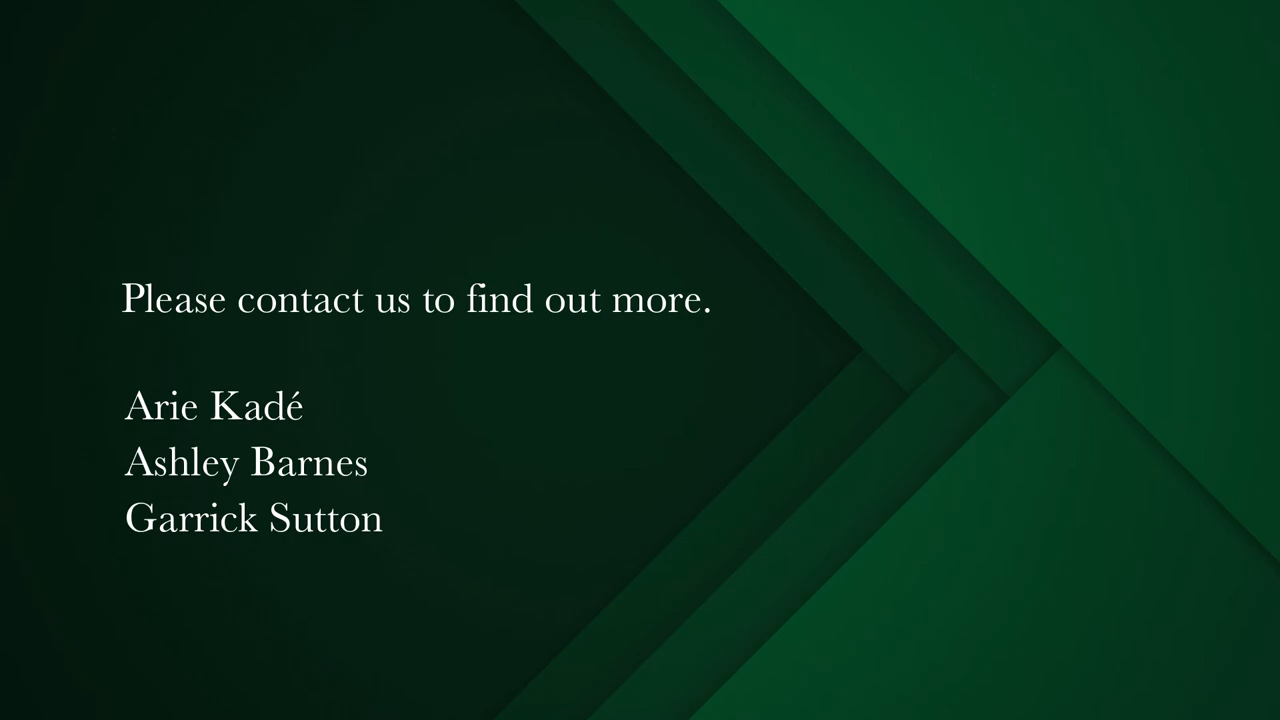 Please contact us to find out more.
Arie Kadé
Ashley Barnes
Garrick Sutton